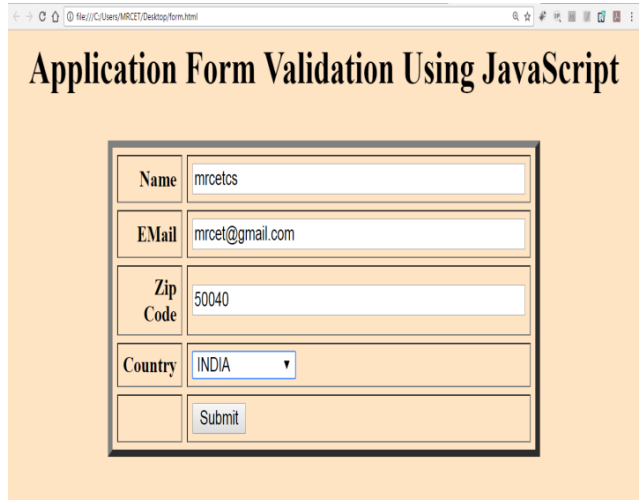 file:///C:/Users/MRCET/Desktop/form.html
Application Form Validation Using JavaScript
Name mrcetcs
EMail mrcet@gmail.com
Zip
Code 50040
Country INDIA
Submit